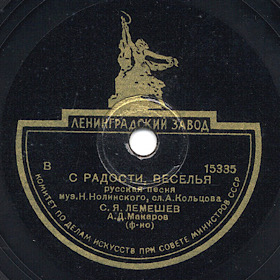 ЛЕНИНГРАДСКИЙ ЗАВОД
В 15335
С РАДОСТИ, ВЕСЕЛЬЯ
русская песня
муз. Н. Нолинского, сл. А. Кольцова
С. Я. ЛЕМЕШЕВ
А. Д. Макаров
(ф-но)
КОМИТЕТ ПО ДЕЛАМ ИСКУССТВ ПРИ СОВЕТЕ МИНИСТРОВ СССР